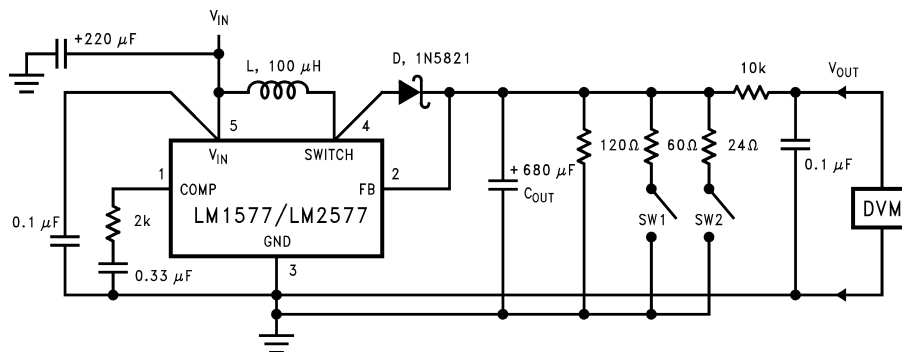 V_IN
+220 μF
L, 100 μH
D, 1N5821
10k
V_OUT
5
4
V_IN
SWITCH
120Ω
60Ω
24Ω
0.1 μF
1
COMP
FB
2
+680 μF
C_OUT
LM1577/LM2577
SW1
SW2
DVM
0.1 μF
2k
GND
0.33 μF
3